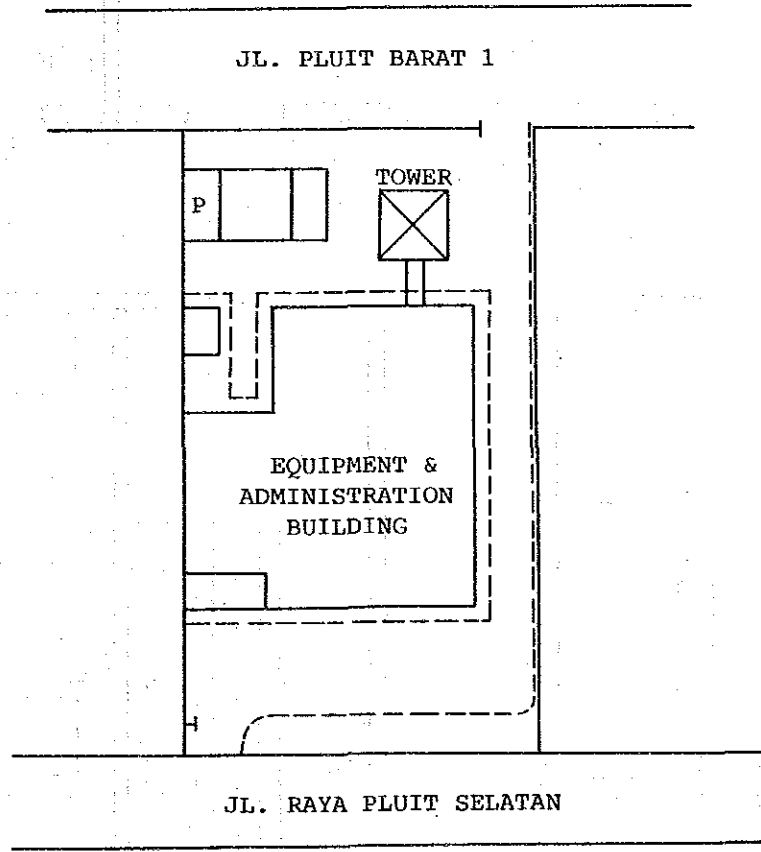 JL. PLUIT BARAT 1
TOWER
P
EQUIPMENT &
ADMINISTRATION
BUILDING
JL. RAYA PLUIT SELATAN